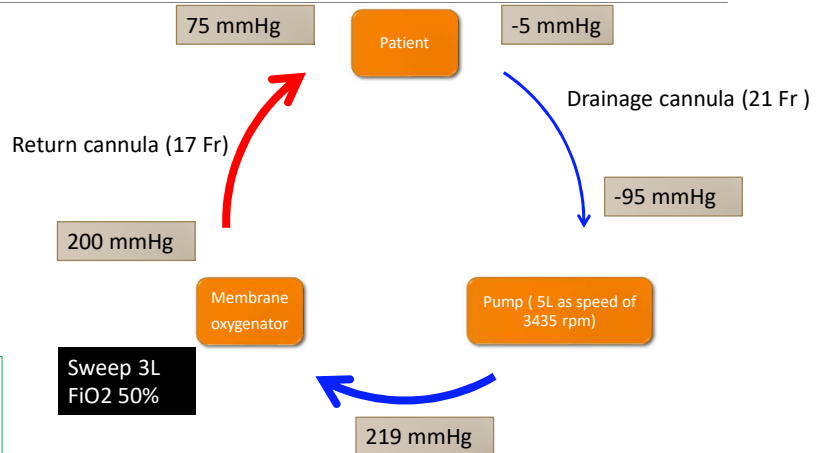 75 mmHg
Patient
-5 mmHg
Drainage cannula (21 Fr )
Return cannula (17 Fr)
-95 mmHg
200 mmHg
Membrane
oxygenator
Pump ( 5L as speed of
3435 rpm)
Sweep 3L
FiO2 50%
219 mmHg